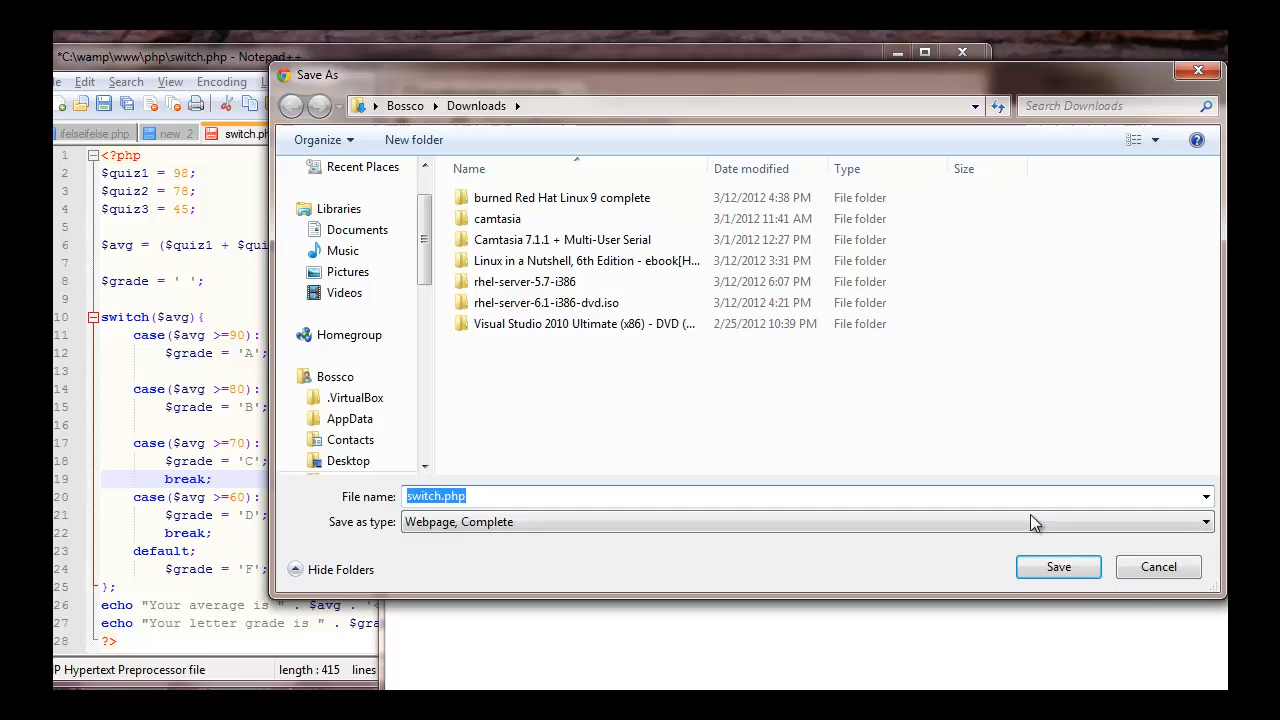 *C:\wamp\www\php\switch.php - Notepad++
Edit Search View Encoding L
ifelseifelse.php new 2 switch.ph
1 <?php
2 $quiz1 = 98;
3 $quiz2 = 78;
4 $quiz3 = 45;
5
6 $avg = ($quiz1 + $qui
7
8 $grade = ' ';
9
10 switch($avg){
11 case($avg >=90):
12 $grade = 'A';
13
14 case($avg >=80):
15 $grade = 'B';
16
17 case($avg >=70):
18 $grade = 'C';
19 break;
20 case($avg >=60):
21 $grade = 'D';
22 break;
23 default;
24 $grade = 'F';
25 };
26 echo "Your average is " . $avg . '<
27 echo "Your letter grade is " . $gra
28 ?>
P Hypertext Preprocessor file length : 415 lines
Save As
Bossco Downloads
Search Downloads
Organize New folder
Recent Places
Libraries
Documents
Music
Pictures
Videos
Homegroup
Bossco
.VirtualBox
AppData
Contacts
Desktop
Name Date modified Type Size
burned Red Hat Linux 9 complete 3/12/2012 4:38 PM File folder
camtasia 3/1/2012 11:41 AM File folder
Camtasia 7.1.1 + Multi-User Serial 3/1/2012 12:27 PM File folder
Linux in a Nutshell, 6th Edition - ebook[H... 3/12/2012 3:31 PM File folder
rhel-server-5.7-i386 3/12/2012 6:07 PM File folder
rhel-server-6.1-i386-dvd.iso 3/12/2012 4:21 PM File folder
Visual Studio 2010 Ultimate (x86) - DVD (... 2/25/2012 10:39 PM File folder
File name: switch.php
Save as type: Webpage, Complete
Hide Folders
Save Cancel